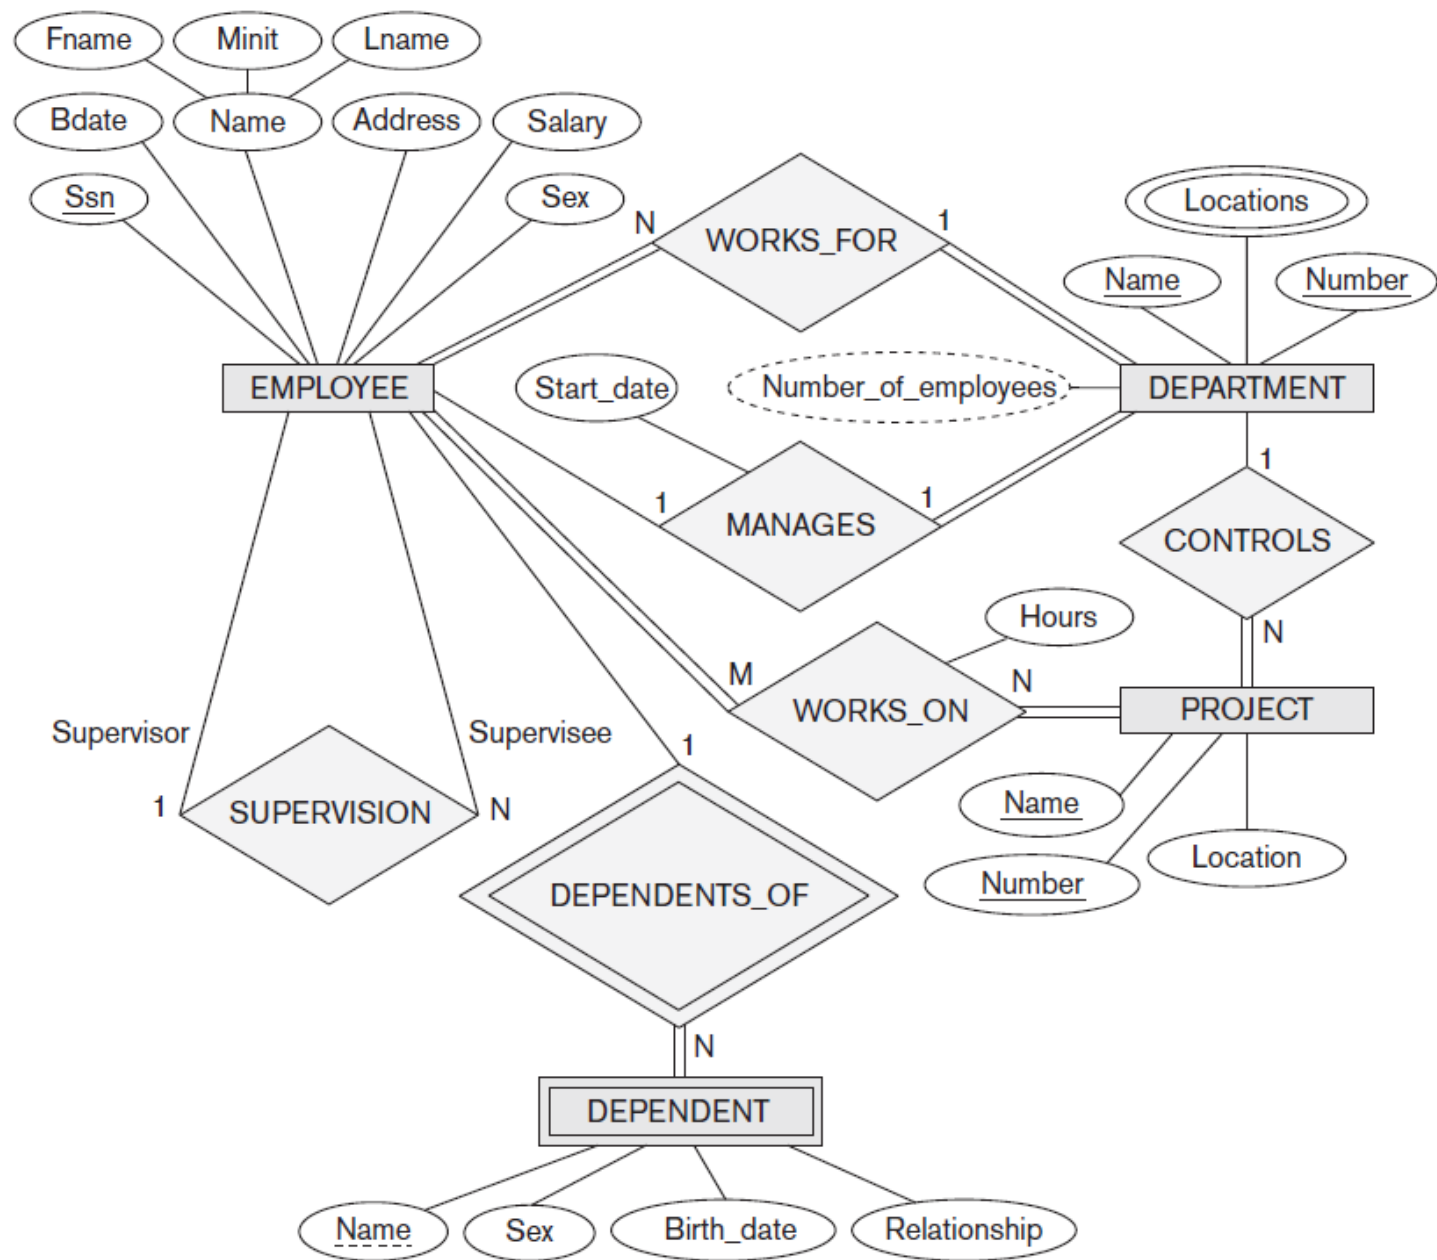 Fname
Minit
Lname
Bdate
Name
Address
Salary
Ssn
Sex
N
WORKS_FOR
1
Locations
Name
Number
EMPLOYEE
Start_date
Number_of_employees
DEPARTMENT
1
MANAGES
1
1
CONTROLS
N
Hours
M
WORKS_ON
N
PROJECT
Name
Number
Location
Supervisor
Supervisee
1
SUPERVISION
N
1
DEPENDENTS_OF
N
DEPENDENT
Name
Sex
Birth_date
Relationship